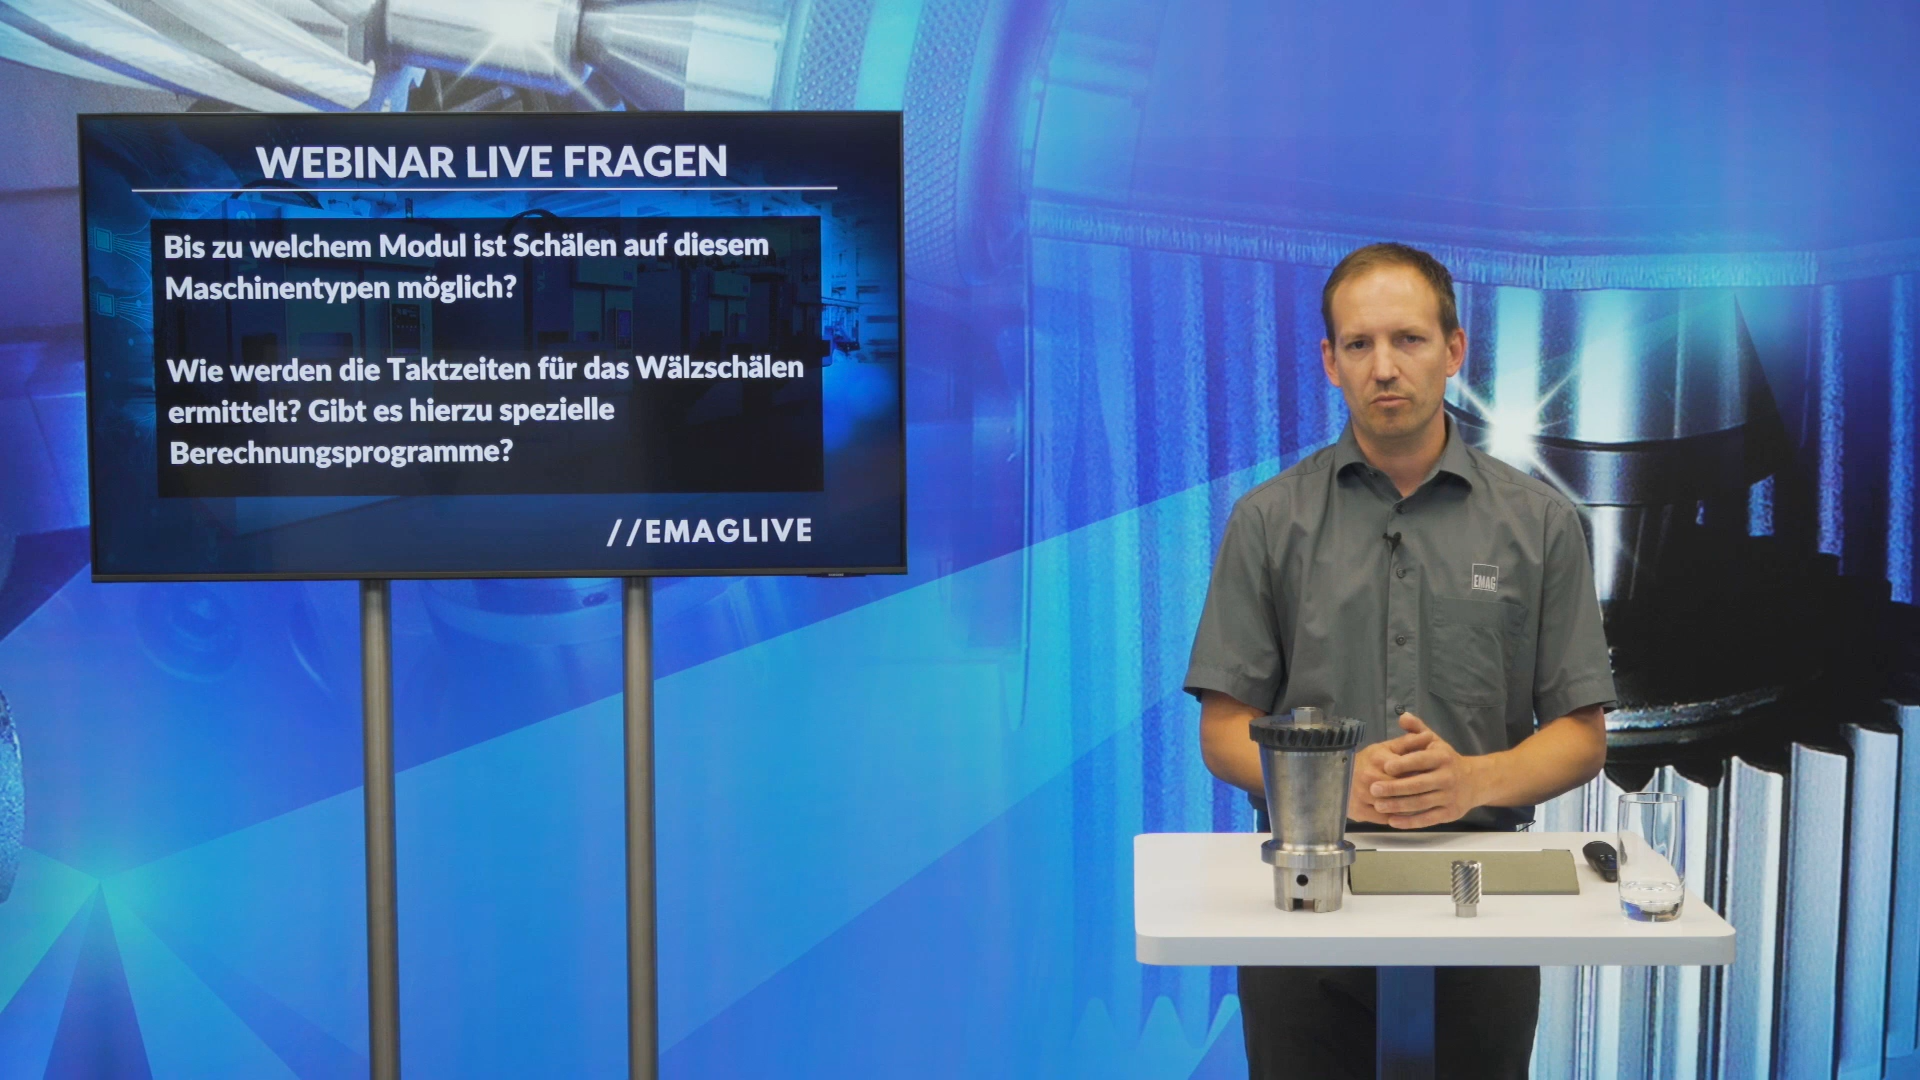 WEBINAR LIVE FRAGEN
Bis zu welchem Modul ist Schälen auf diesem
Maschinentypen möglich?
Wie werden die Taktzeiten für das Wälzschälen
ermittelt? Gibt es hierzu spezielle
Berechnungsprogramme?
//EMAGLIVE
EMAG